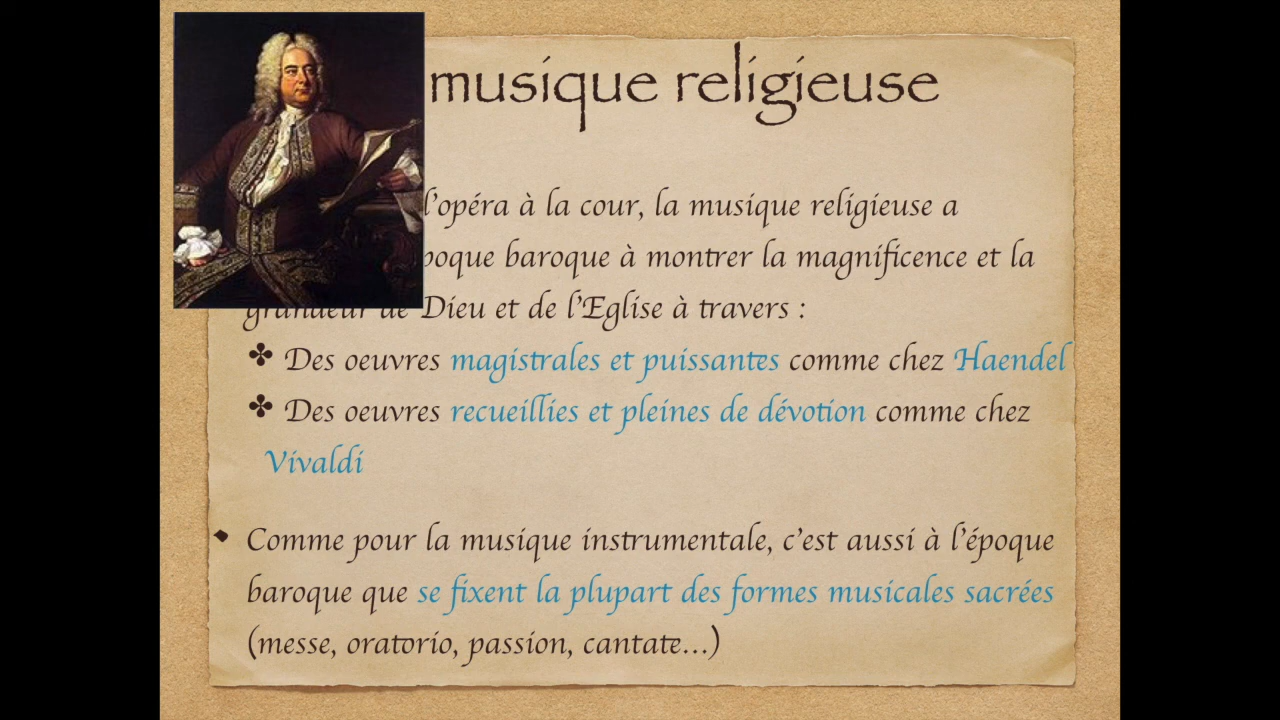 musique religieuse
l'opéra à la cour, la musique religieuse a
baroque à montrer la magnificence et la
grandeur de Dieu et de l'Eglise à travers :
✤ Des oeuvres magistrales et puissantes comme chez Haendel
✤ Des oeuvres recueillies et pleines de dévotion comme chez
Vivaldi
Comme pour la musique instrumentale, c'est aussi à l'époque
baroque que se fixent la plupart des formes musicales sacrées
(messe, oratorio, passion, cantate...)